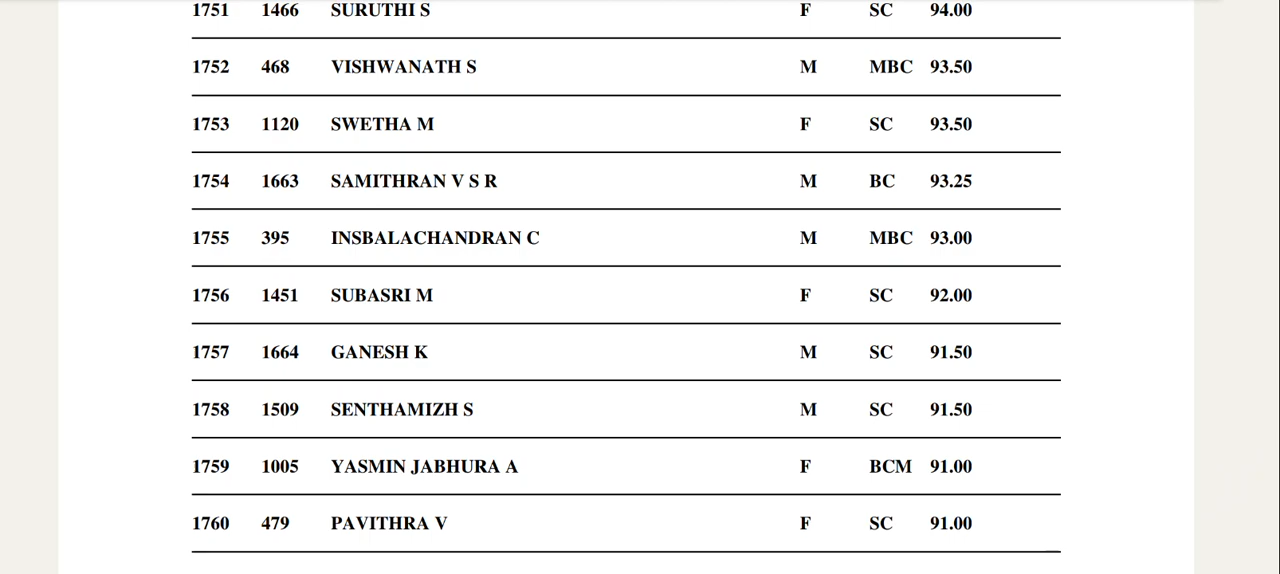 1751 1466 SURUTHI S F SC 94.00
1752 468 VISHWANATH S M MBC 93.50
1753 1120 SWETHA M F SC 93.50
1754 1663 SAMITHRAN V S R M BC 93.25
1755 395 INSBALACHANDRAN C M MBC 93.00
1756 1451 SUBASRI M F SC 92.00
1757 1664 GANESH K M SC 91.50
1758 1509 SENTHAMIZH S M SC 91.50
1759 1005 YASMIN JABHURA A F BCM 91.00
1760 479 PAVITHRA V F SC 91.00